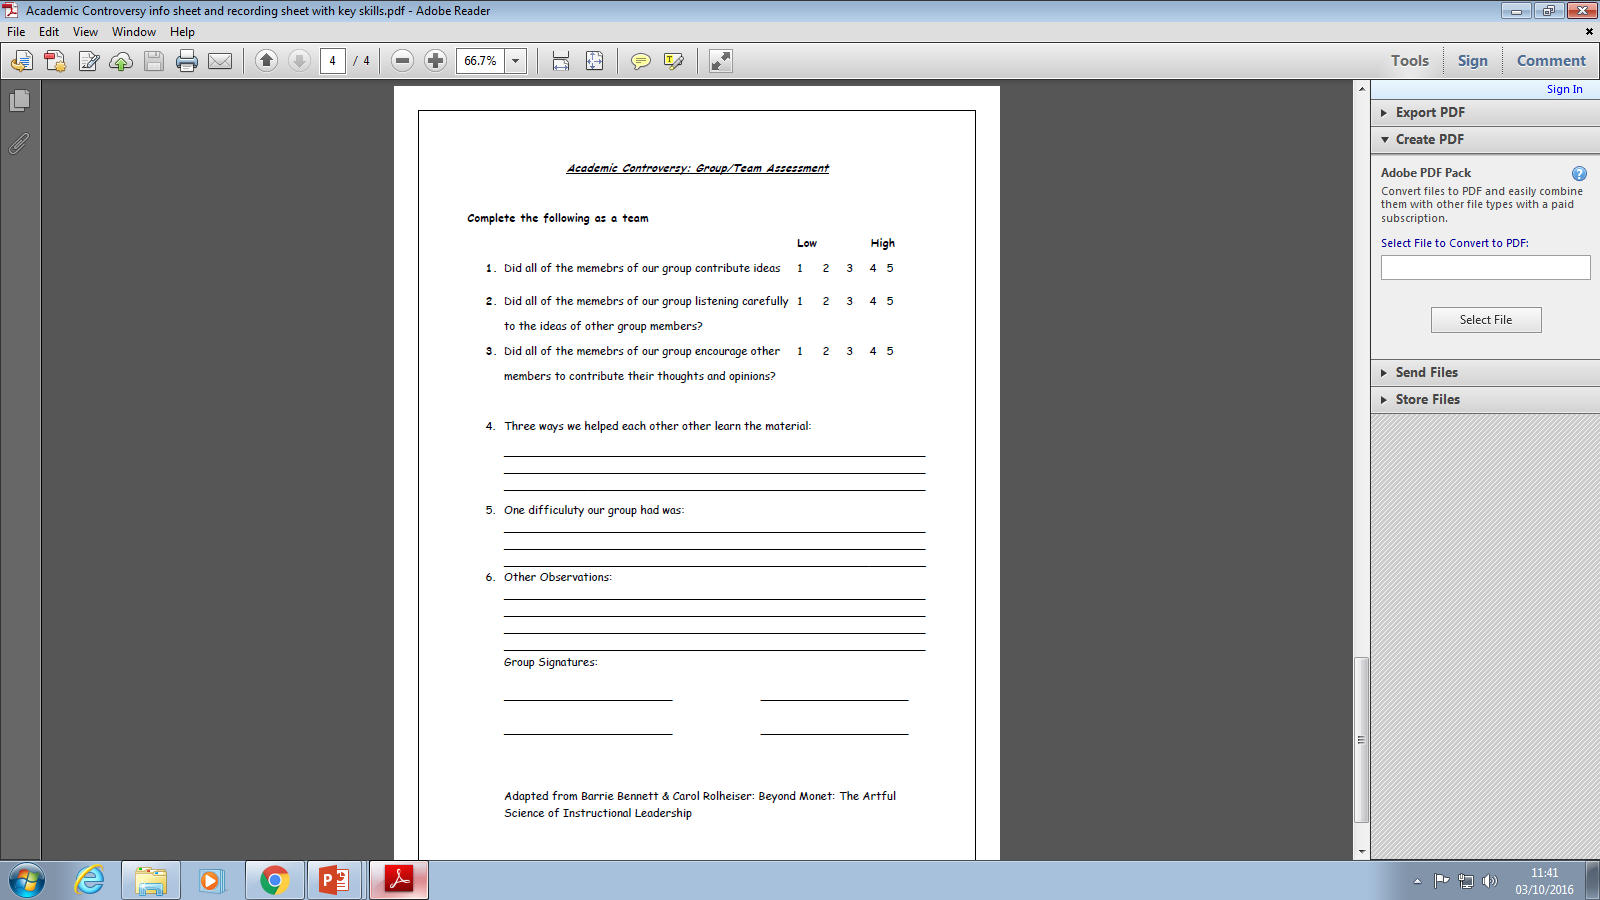 Academic Controversy info sheet and recording sheet with key skills.pdf - Adobe Reader
File Edit View Window Help
4 / 4 66.7% Tools Sign Comment
Sign In
Export PDF
Create PDF
Adobe PDF Pack
Convert files to PDF and easily combine
them with other file types with a paid
subscription.
Select File to Convert to PDF:
Select File
Send Files
Store Files
Academic Controversy: Group/Team Assessment
Complete the following as a team
Low High
1. Did all of the memebrs of our group contribute ideas 1 2 3 4 5
2. Did all of the memebrs of our group listening carefully 1 2 3 4 5
to the ideas of other group members?
3. Did all of the memebrs of our group encourage other 1 2 3 4 5
members to contribute their thoughts and opinions?
4. Three ways we helped each other other learn the material:
5. One difficuluty our group had was:
6. Other Observations:
Group Signatures:
Adapted from Barrie Bennett & Carol Rolheiser: Beyond Monet: The Artful
Science of Instructional Leadership
11:41
03/10/2016